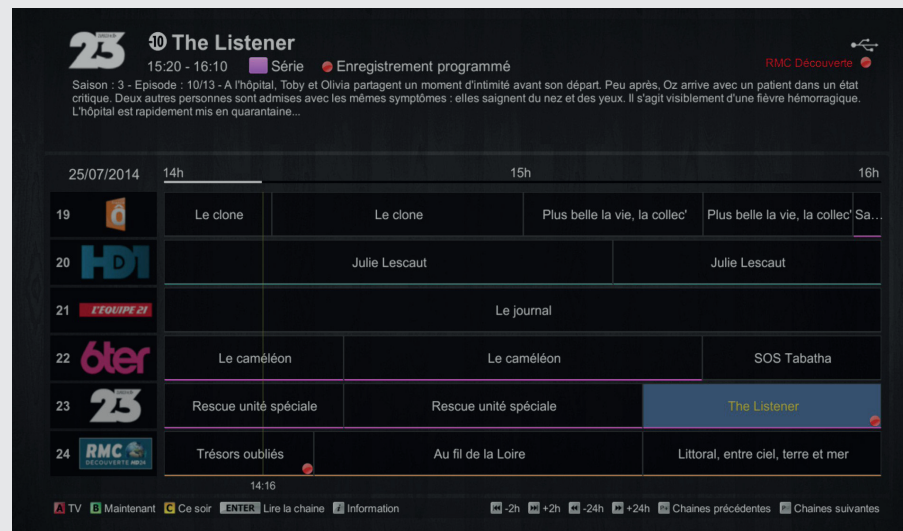 23 -10 The Listener
15:20 - 16:10 Série Enregistrement programmé RMC Découverte
Saison : 3 - Episode : 10/13 - A l'hôpital, Toby et Olivia partagent un moment d'intimité avant son départ. Peu après, Oz arrive avec un patient dans un état
critique. Deux autres personnes sont admises avec les mêmes symptômes : elles saignent du nez et des yeux. Il s'agit visiblement d'une fièvre hémorragique.
L'hôpital est rapidement mis en quarantaine...
25/07/2014 14h 15h 16h
19 ô Le clone Le clone Plus belle la vie, la collec' Plus belle la vie, la collec' Sa...
20 HD1 Julie Lescaut Julie Lescaut
21 L'EQUIPE 21 Le journal
22 6ter Le caméléon Le caméléon SOS Tabatha
23 23 Rescue unité spéciale Rescue unité spéciale The Listener
24 RMC DECOUVERTE HD24 Trésors oubliés Au fil de la Loire Littoral, entre ciel, terre et mer
14:16
A TV B Maintenant C Ce soir ENTER Lire la chaine i Information -2h +2h -24h +24h P+ Chaines précédentes P- Chaines suivantes